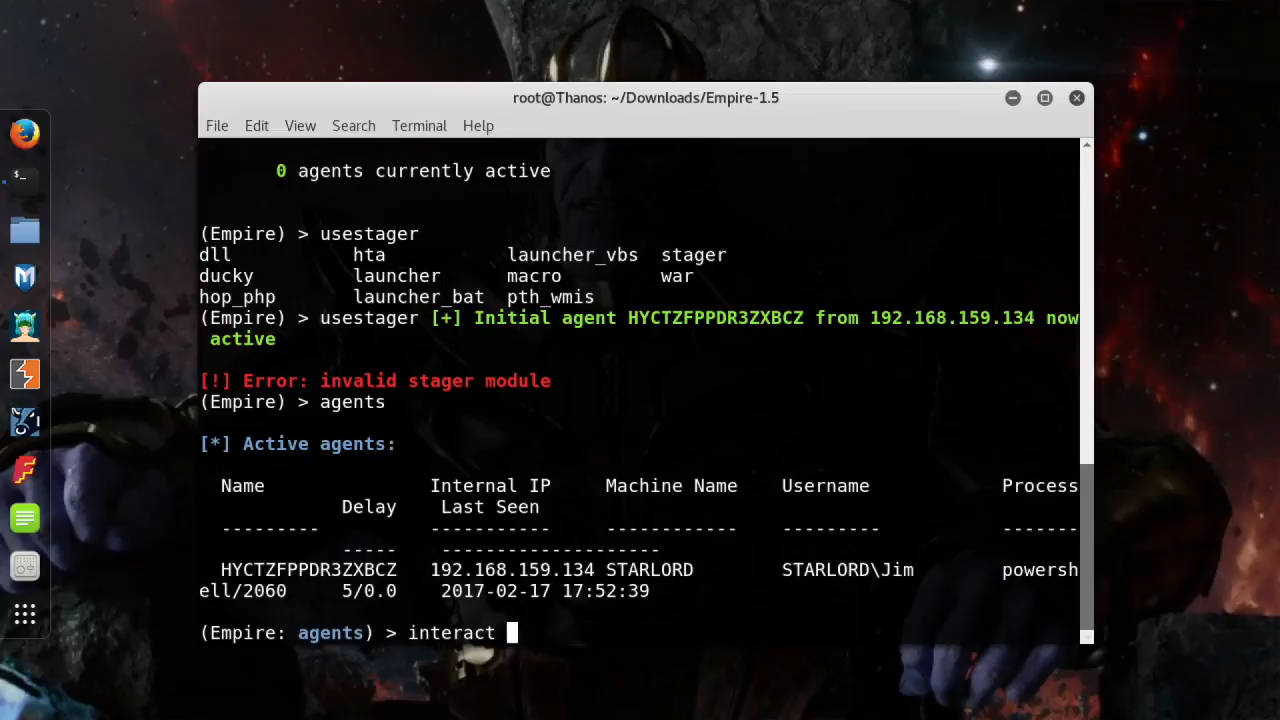 root@Thanos: ~/Downloads/Empire-1.5
File Edit View Search Terminal Help
0 agents currently active
(Empire) > usestager
dll hta launcher_vbs stager
ducky launcher macro war
hop_php launcher_bat pth_wmis
(Empire) > usestager [+] Initial agent HYCTZFPPDR3ZXBCZ from 192.168.159.134 now
active
[!] Error: invalid stager module
(Empire) > agents
[*] Active agents:
Name Internal IP Machine Name Username Process
Delay Last Seen
--------- ----------- ------------ --------- -------
----- --------------------
HYCTZFPPDR3ZXBCZ 192.168.159.134 STARLORD STARLORD\Jim powersh
ell/2060 5/0.0 2017-02-17 17:52:39
(Empire: agents) > interact